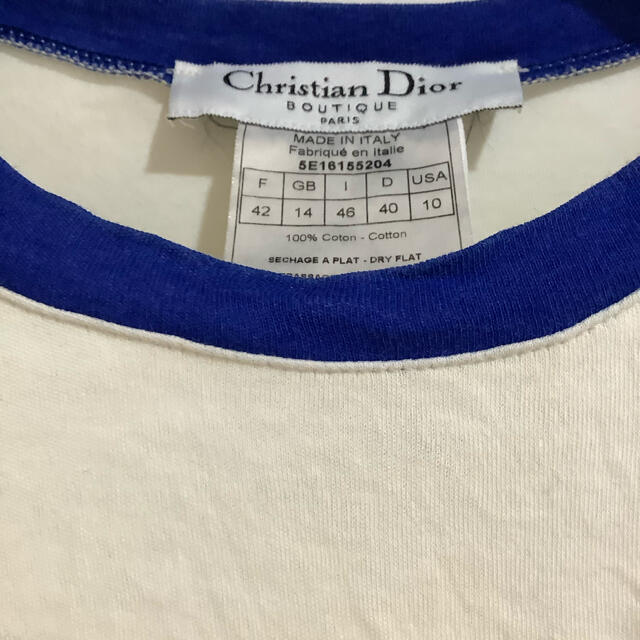 Christian Dior
BOUTIQUE
PARIS
MADE IN ITALY
Fabriqué en Italie
5E16155204
F GB I D USA
42 14 46 40 10
100% Coton - Cotton
SECHAGE A PLAT - DRY FLAT